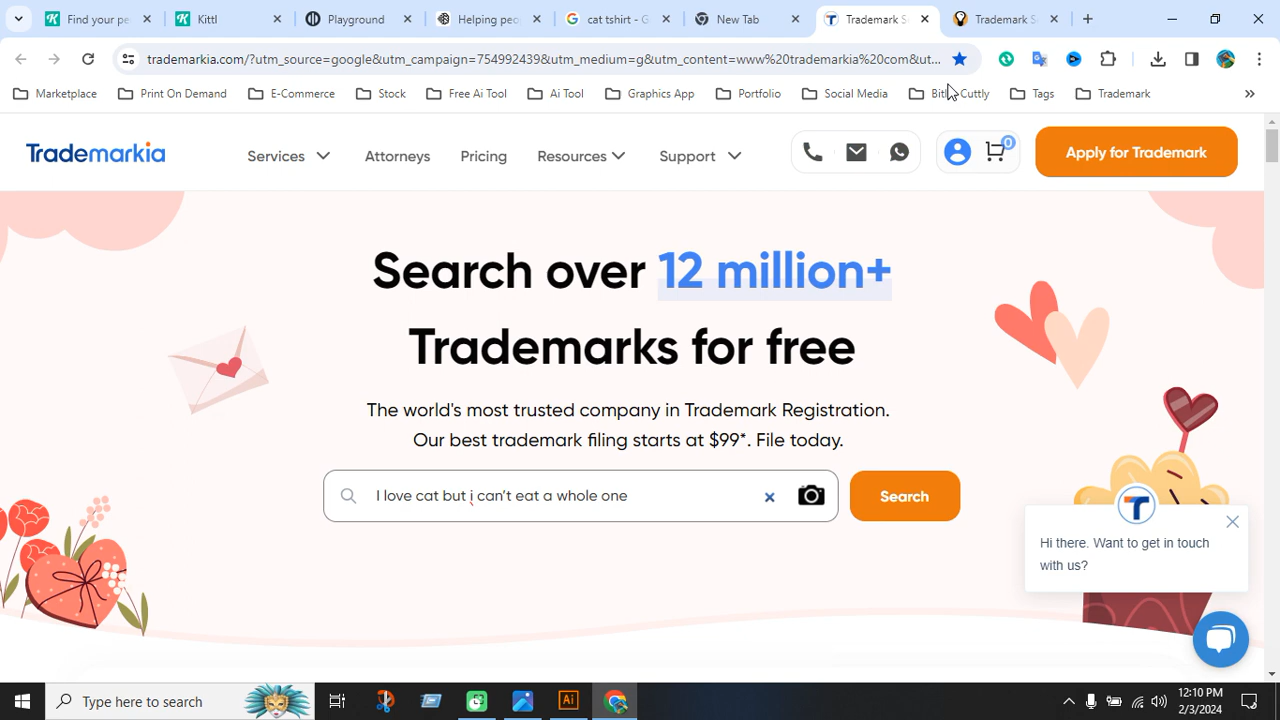 Find your pe
Kittl
Playground
Helping peo
cat tshirt - G
New Tab
Trademark S
Trademark S
trademarkia.com/?utm_source=google&utm_campaign=754992989&utm_medium=g&utm_content=www%20trademarkia%20com&ut...
Marketplace
Print On Demand
E-Commerce
Stock
Free Ai Tool
Ai Tool
Graphics App
Portfolio
Social Media
Cuttly
Tags
Trademark
Trademarkia
Services
Attorneys
Pricing
Resources
Support
0
Apply for Trademark
Search over 12 million+
Trademarks for free
The world's most trusted company in Trademark Registration.
Our best trademark filing starts at $99*. File today.
I love cat but i can't eat a whole one
Search
Hi there. Want to get in touch
with us?
Type here to search
Ai
12:10 PM
2/3/2024